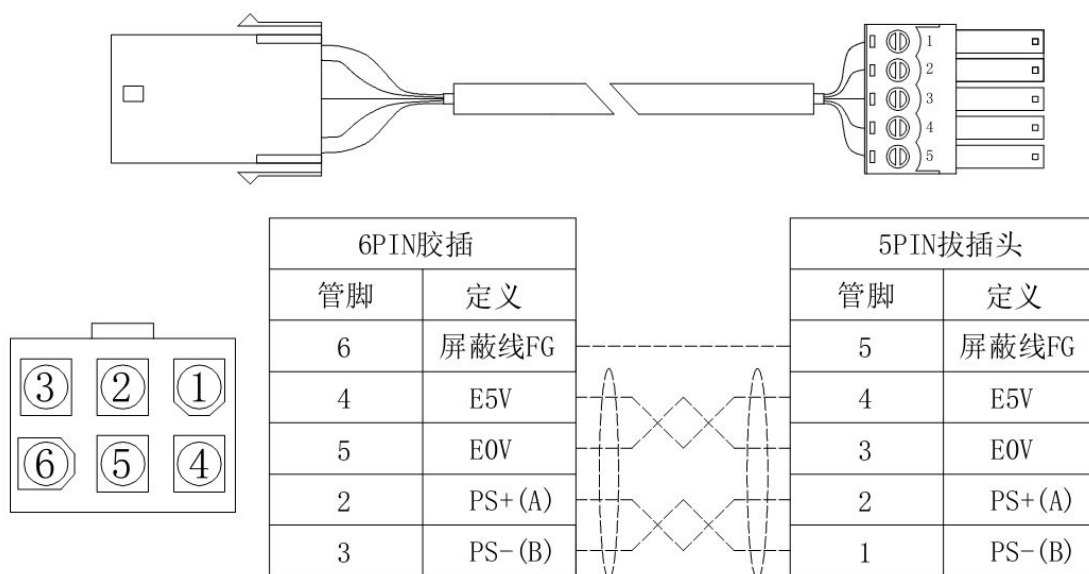 1
2
3
4
5
6PIN胶插
5PIN拔插头
管脚 定义
管脚 定义
6 屏蔽线FG
5 屏蔽线FG
4 E5V
4 E5V
5 E0V
3 E0V
2 PS+(A)
2 PS+(A)
3 PS-(B)
1 PS-(B)
③ ② ①
⑥ ⑤ ④